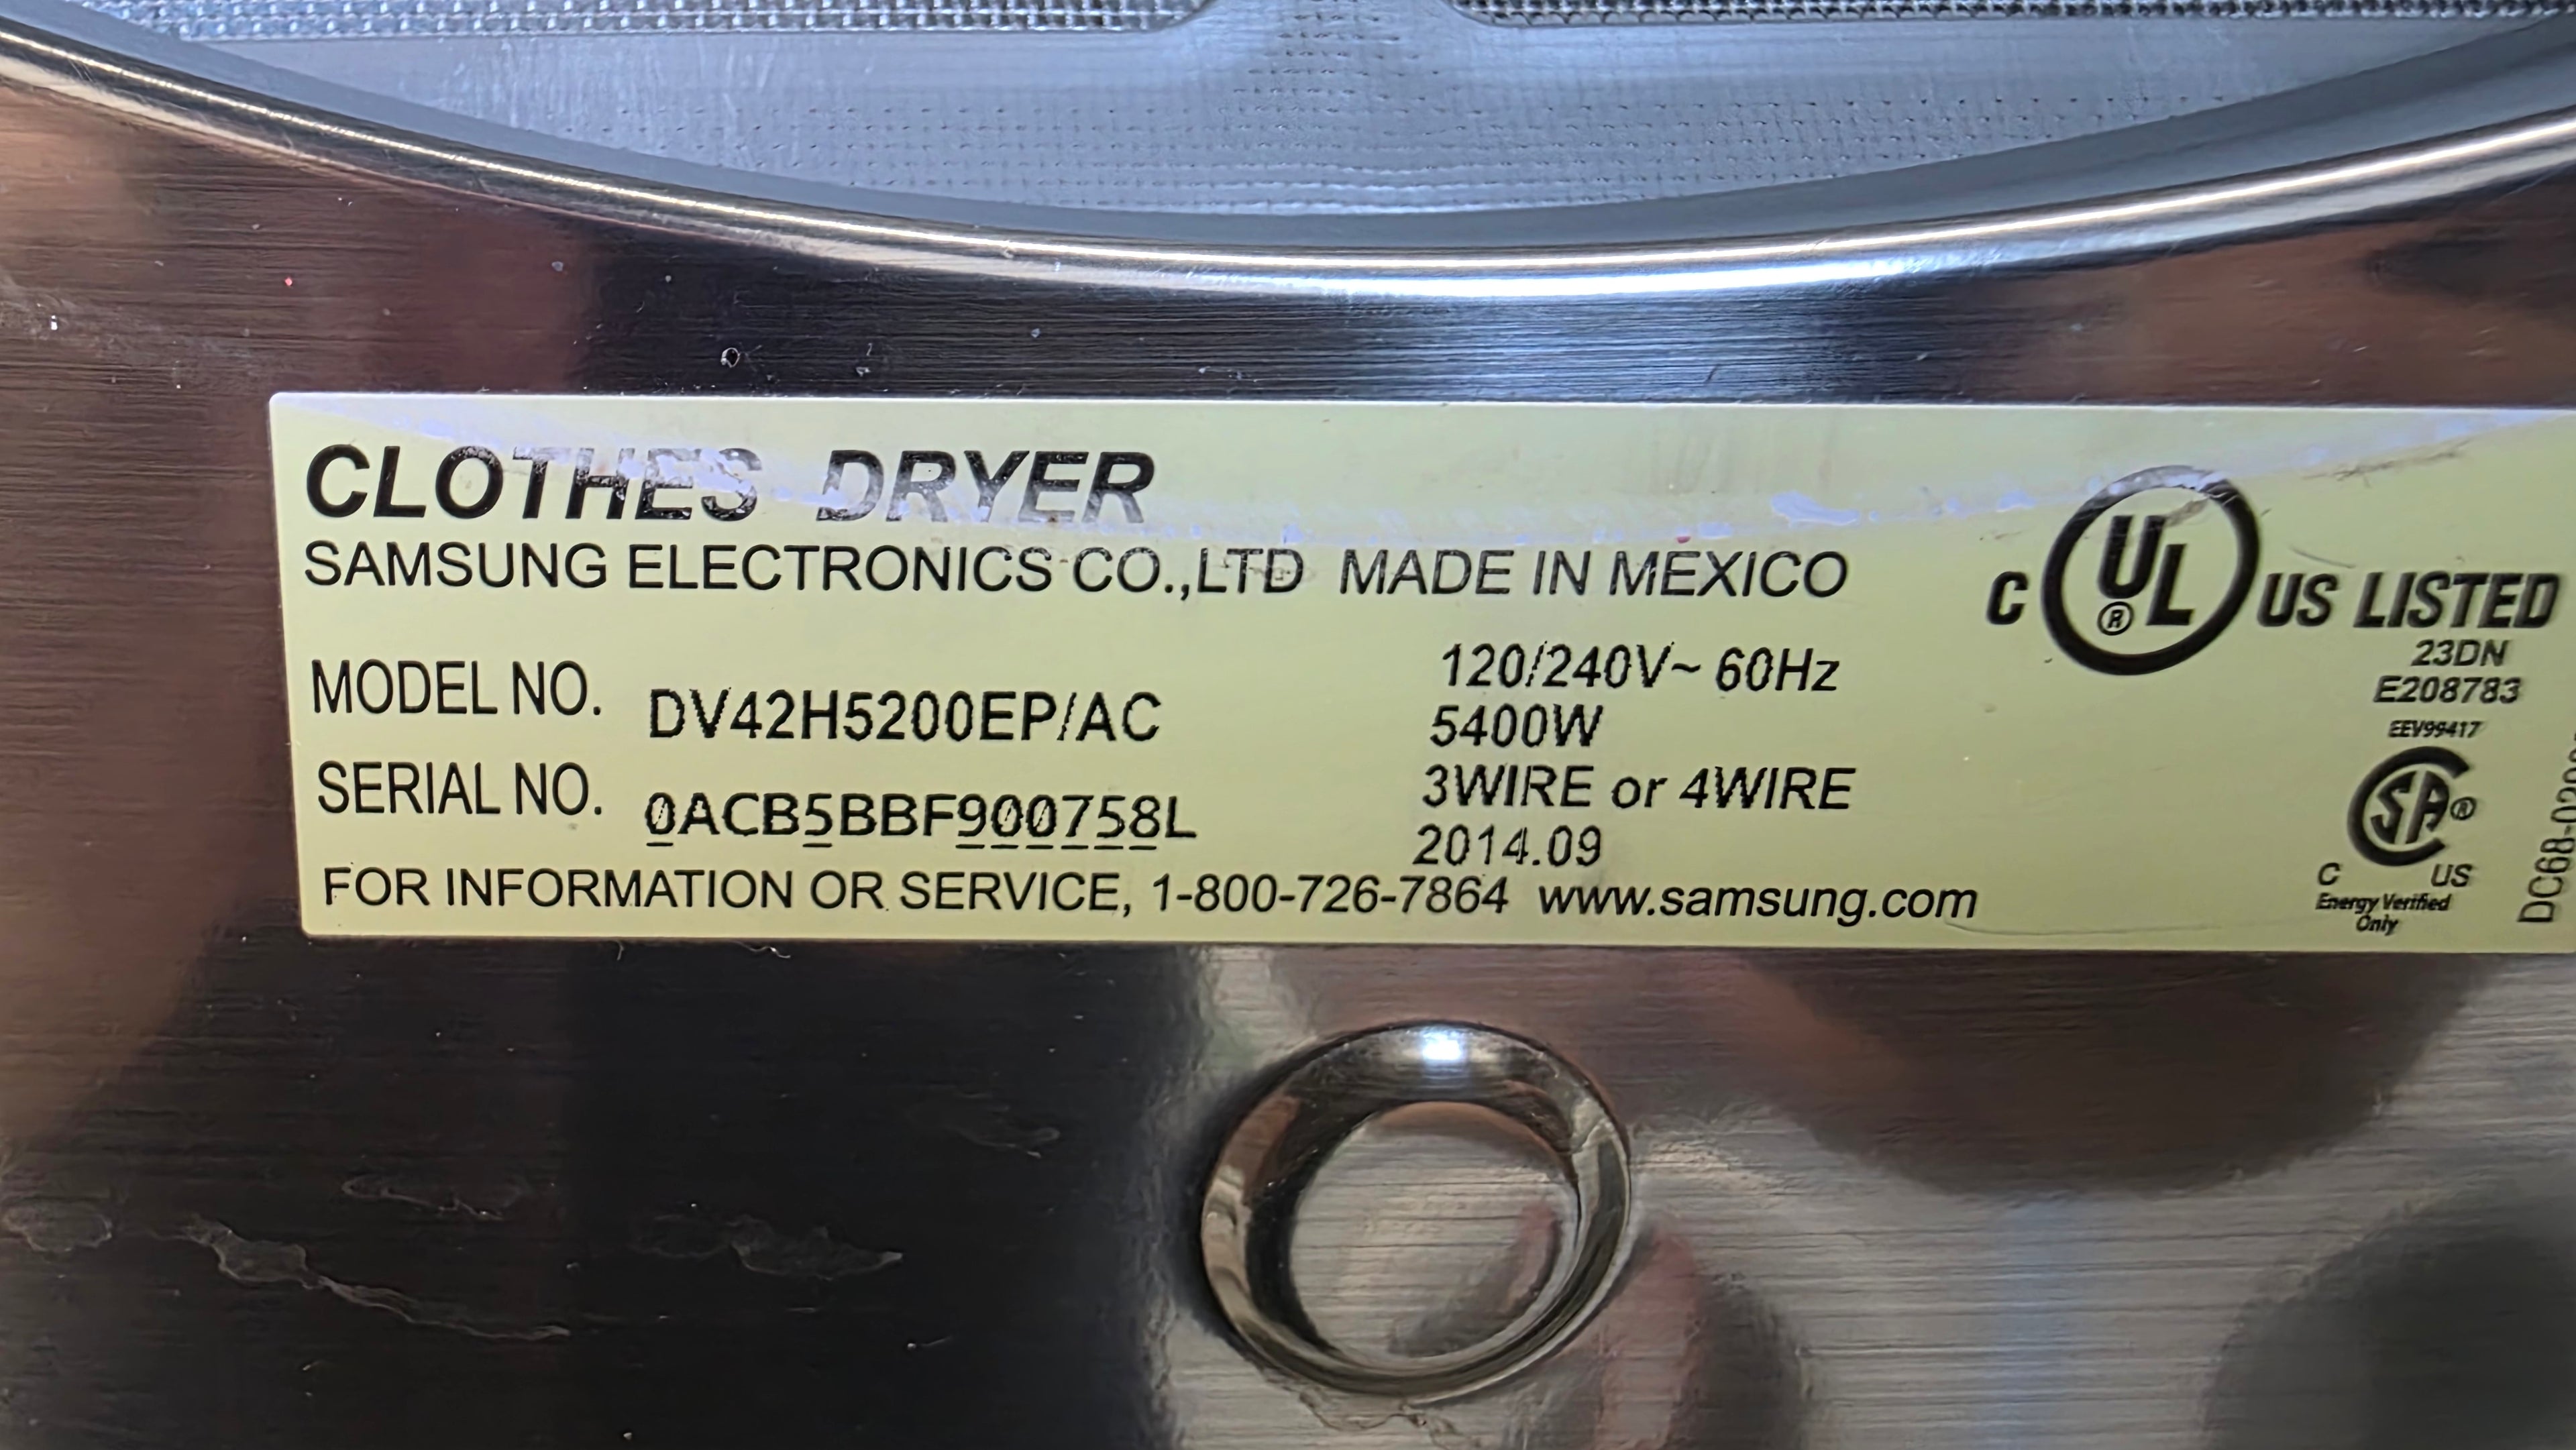 CLOTHES DRYER
SAMSUNG ELECTRONICS CO.,LTD MADE IN MEXICO
MODEL NO. DV42H5200EP/AC
SERIAL NO. 0ACB5BBF900758L
120/240V~ 60Hz
5400W
3WIRE or 4WIRE
2014.09
FOR INFORMATION OR SERVICE, 1-800-726-7864 www.samsung.com
C UL® US LISTED
23DN
E208783
EEV99417
SA®
C US
Energy Verified
Only